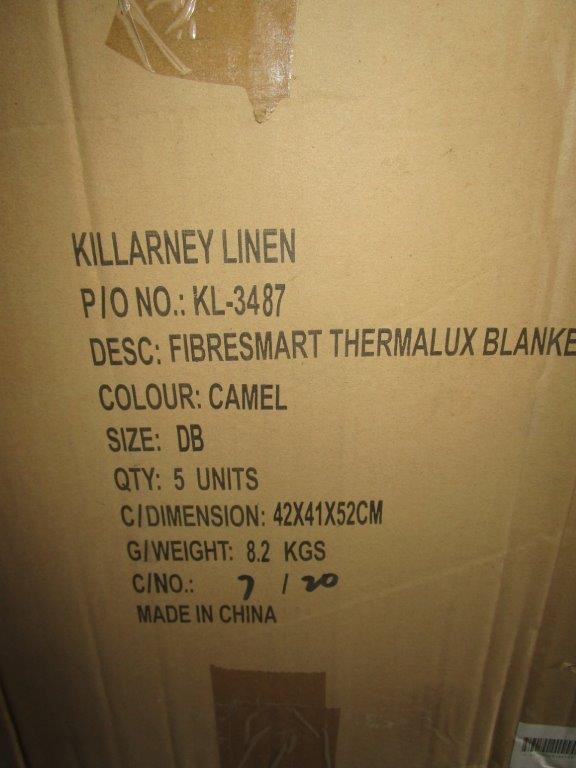 KILLARNEY LINEN
P/O NO.: KL-3487
DESC: FIBRESMART THERMALUX BLANKE
COLOUR: CAMEL
SIZE: DB
QTY: 5 UNITS
C/DIMENSION: 42X41X52CM
G/WEIGHT: 8.2 KGS
C/NO.: 7 / 20
MADE IN CHINA